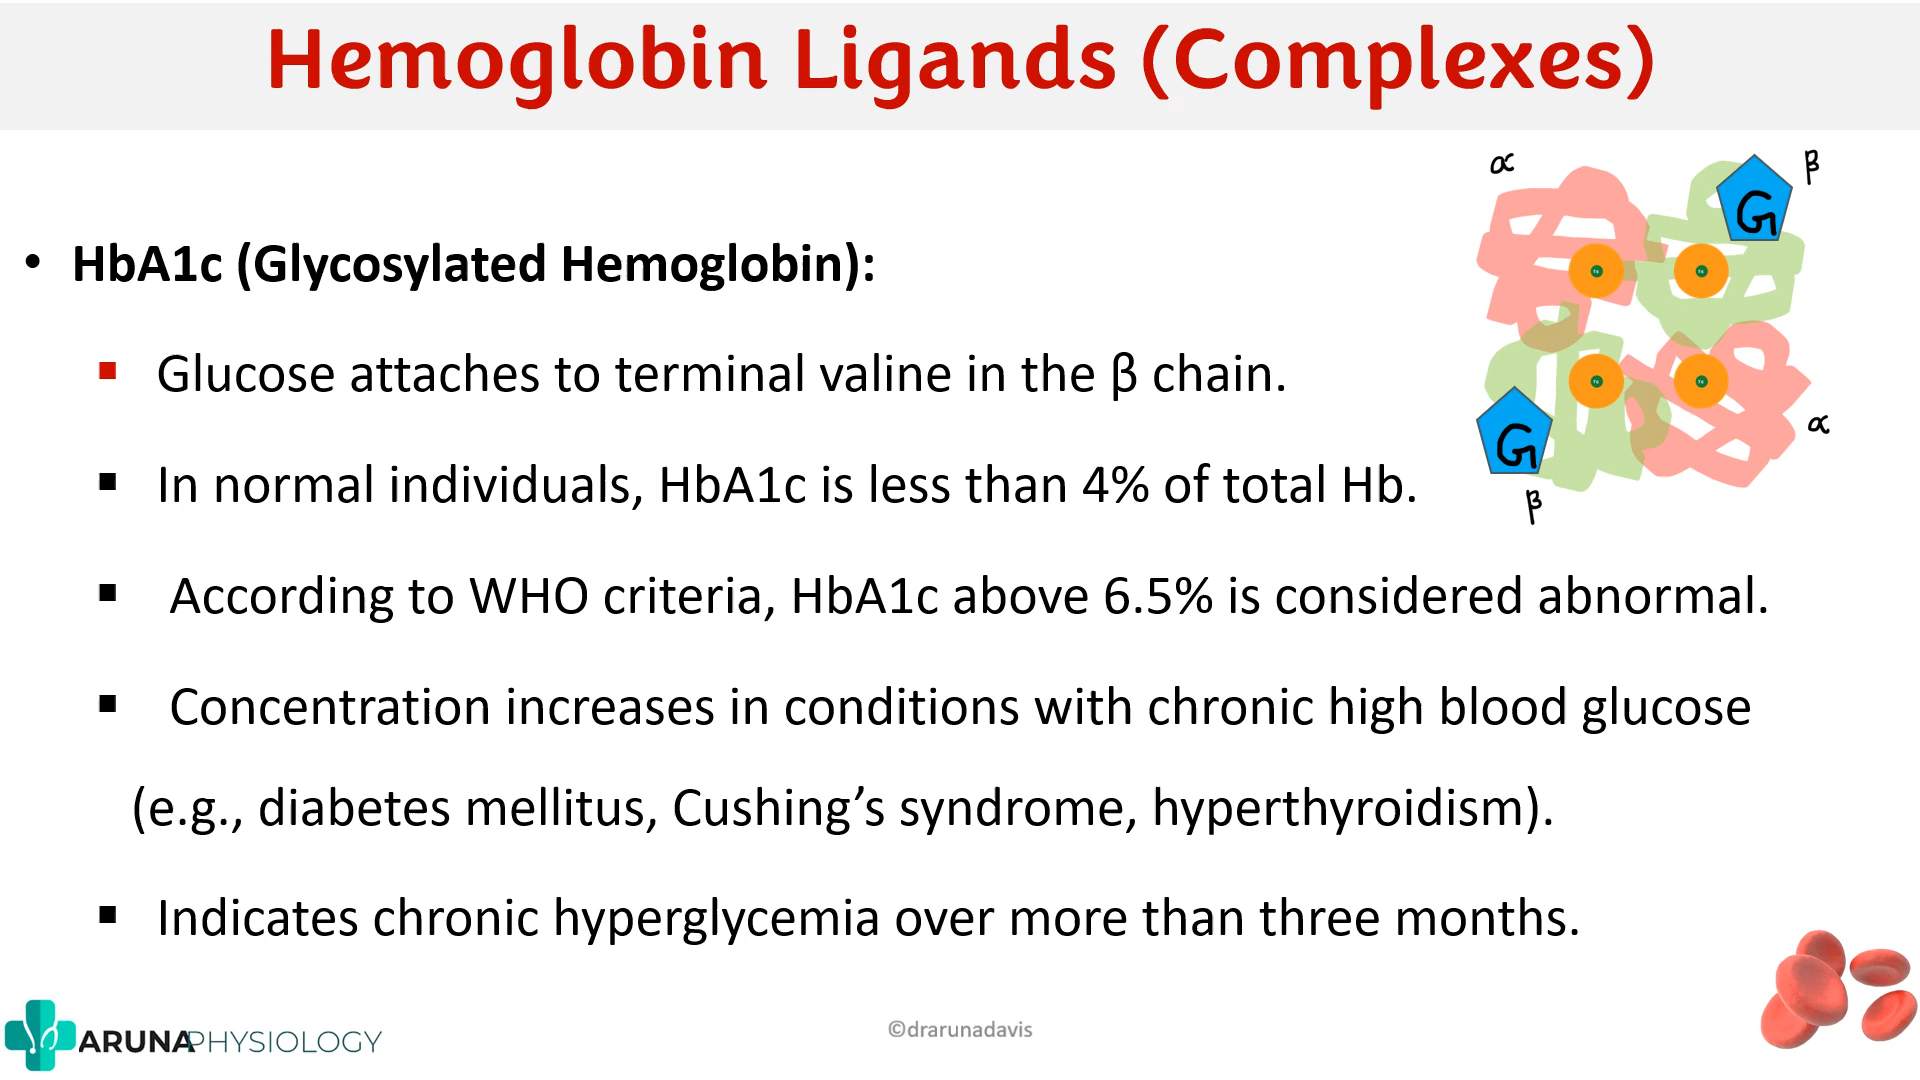 Hemoglobin Ligands (Complexes)
α
β
G
• HbA1c (Glycosylated Hemoglobin):
▪ Glucose attaches to terminal valine in the β chain.
α
G
▪ In normal individuals, HbA1c is less than 4% of total Hb.
β
▪ According to WHO criteria, HbA1c above 6.5% is considered abnormal.
▪ Concentration increases in conditions with chronic high blood glucose
(e.g., diabetes mellitus, Cushing’s syndrome, hyperthyroidism).
▪ Indicates chronic hyperglycemia over more than three months.
ARUNAPHYSIOLOGY
©drarunadavis